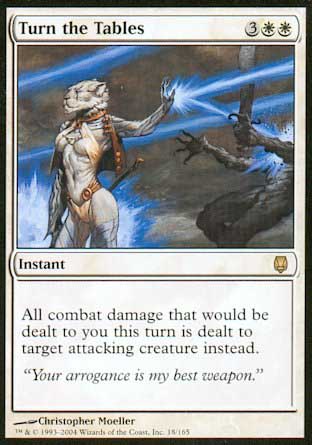 Turn the Tables 3
Instant
All combat damage that would be
dealt to you this turn is dealt to
target attacking creature instead.
“Your arrogance is my best weapon.”
Christopher Moeller
™ & © 1993–2004 Wizards of the Coast, Inc. 18/165